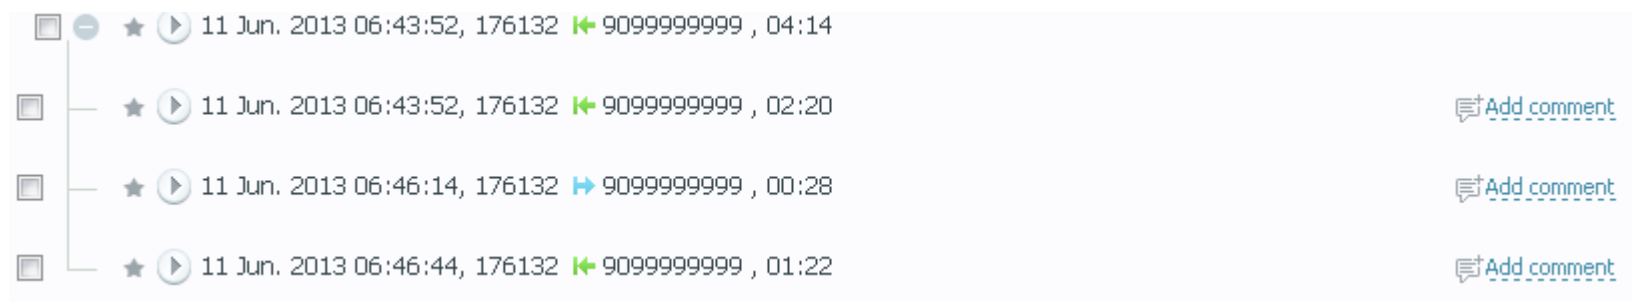 11 Jun. 2013 06:43:52, 176132 9099999999 , 04:14
11 Jun. 2013 06:43:52, 176132 9099999999 , 02:20 Add comment
11 Jun. 2013 06:46:14, 176132 9099999999 , 00:28 Add comment
11 Jun. 2013 06:46:44, 176132 9099999999 , 01:22 Add comment